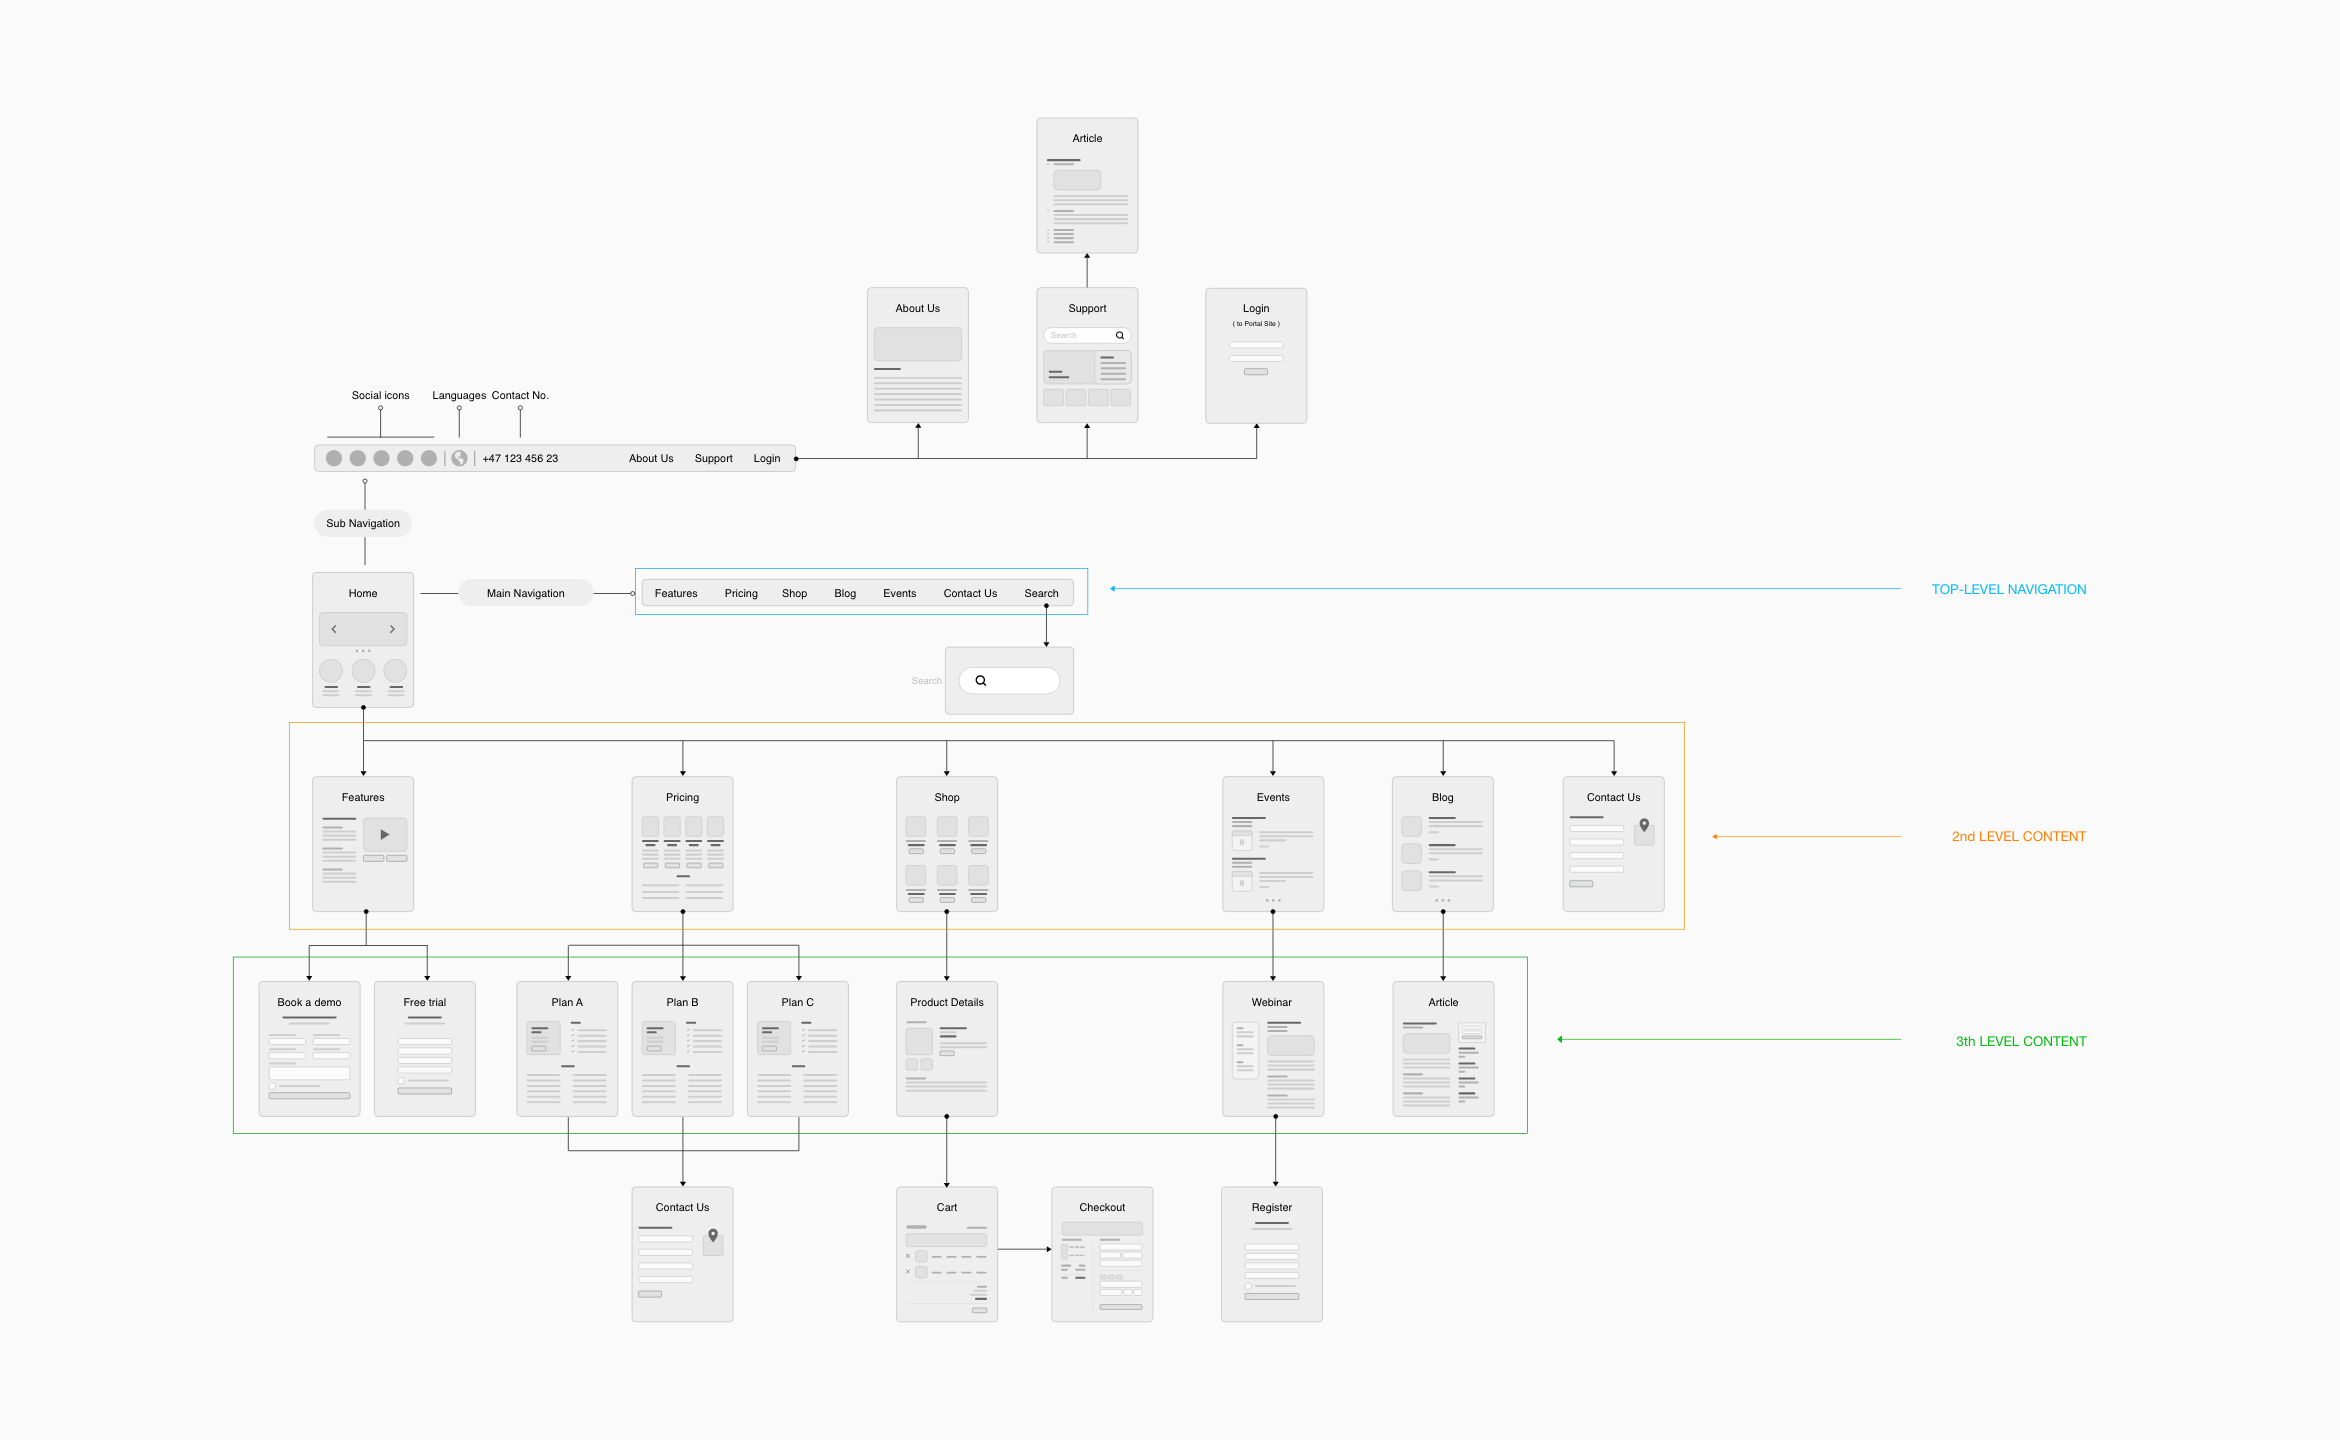 Article
About Us
Support
Login
( to Portal Site )
Search
Social icons
Languages
Contact No.
+47 123 456 23
About Us
Support
Login
Sub Navigation
Home
Main Navigation
Features
Pricing
Shop
Blog
Events
Contact Us
Search
TOP-LEVEL NAVIGATION
Search
Features
Pricing
Shop
Events
Blog
Contact Us
8
8
2nd LEVEL CONTENT
Book a demo
Free trial
Plan A
Plan B
Plan C
Product Details
Webinar
Article
3th LEVEL CONTENT
Contact Us
Cart
Checkout
Register